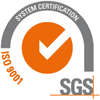 SYSTEM CERTIFICATION
ISO 9001
SGS